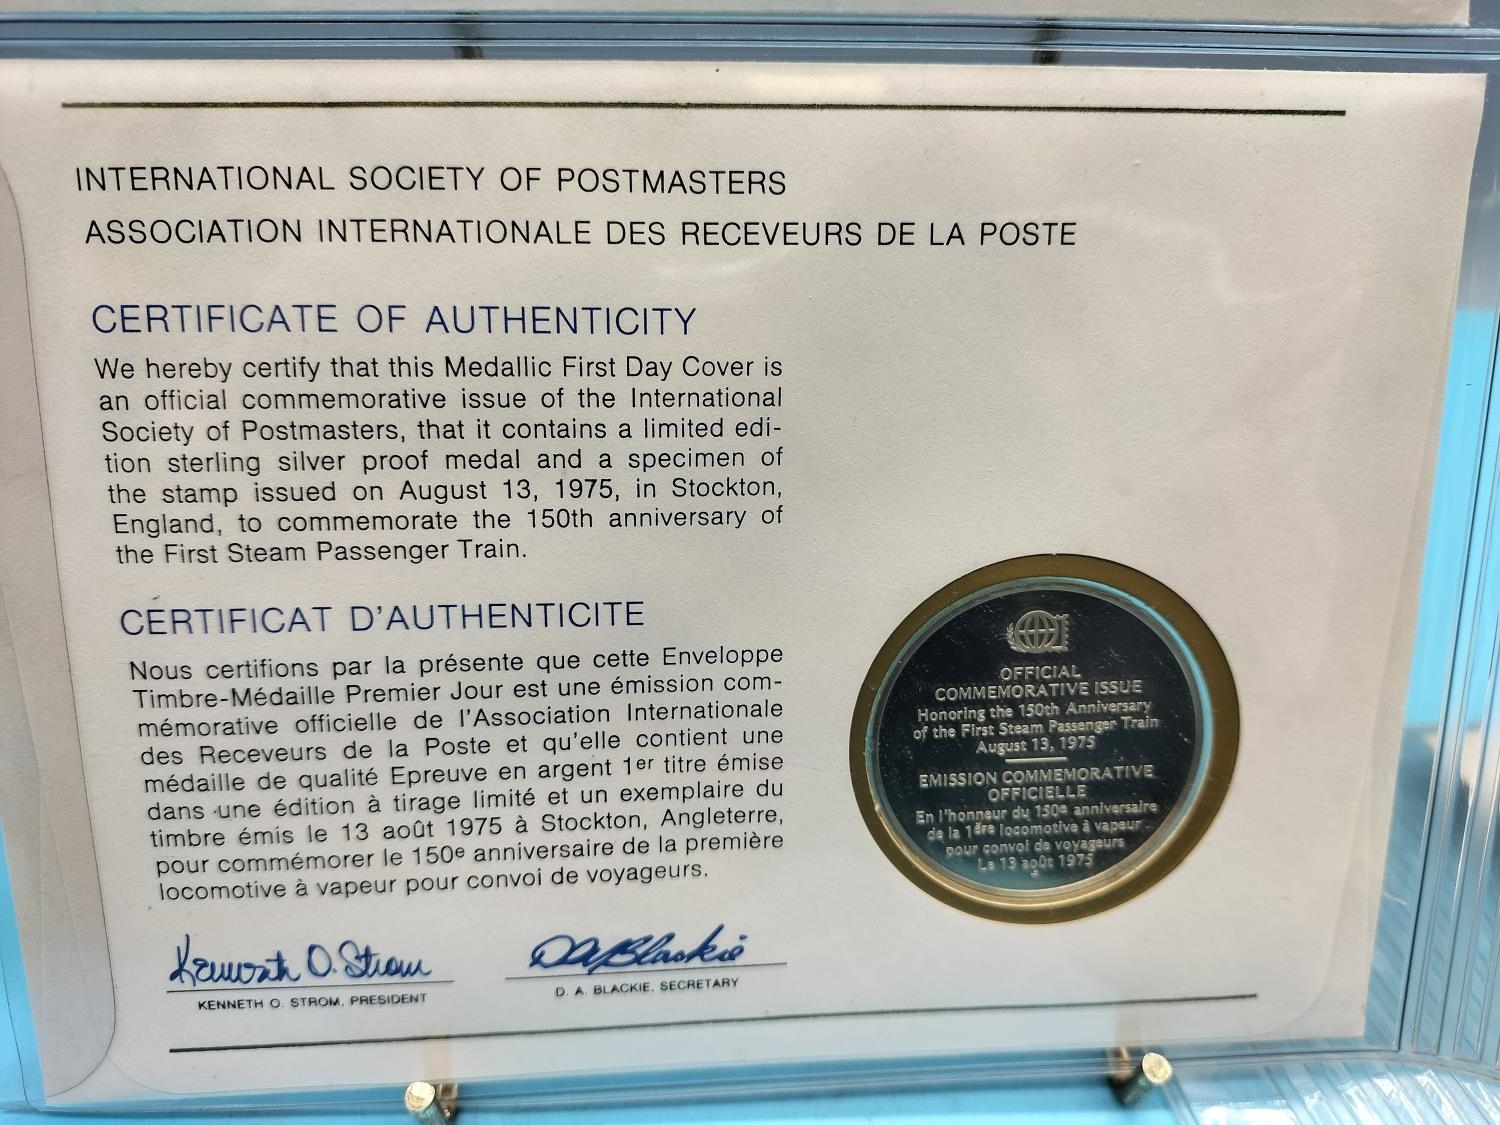 INTERNATIONAL SOCIETY OF POSTMASTERS
ASSOCIATION INTERNATIONALE DES RECEVEURS DE LA POSTE
CERTIFICATE OF AUTHENTICITY
We hereby certify that this Medallic First Day Cover is
an official commemorative issue of the International
Society of Postmasters, that it contains a limited edi-
tion sterling silver proof medal and a specimen of
the stamp issued on August 13, 1975, in Stockton,
England, to commemorate the 150th anniversary of
the First Steam Passenger Train.
CERTIFICAT D'AUTHENTICITE
Nous certifions par la présente que cette Enveloppe
Timbre-Médaille Premier Jour est une émission com-
mémorative officielle de l'Association Internationale
des Receveurs de la Poste et qu'elle contient une
médaille de qualité Epreuve en argent 1er titre émise
dans une édition à tirage limité et un exemplaire du
timbre émis le 13 août 1975 à Stockton, Angleterre,
pour commémorer le 150e anniversaire de la première
locomotive à vapeur pour convoi de voyageurs.
Kenneth O. Strom
KENNETH O. STROM, PRESIDENT
D A Blackie
D. A. BLACKIE, SECRETARY
OFFICIAL
COMMEMORATIVE ISSUE
Honoring the 150th Anniversary
of the First Steam Passenger Train
August 13, 1975
EMISSION COMMEMORATIVE
OFFICIELLE
En l'honneur du 150e anniversaire
de la 1ère locomotive à vapeur
pour convoi de voyageurs
Le 13 août 1975